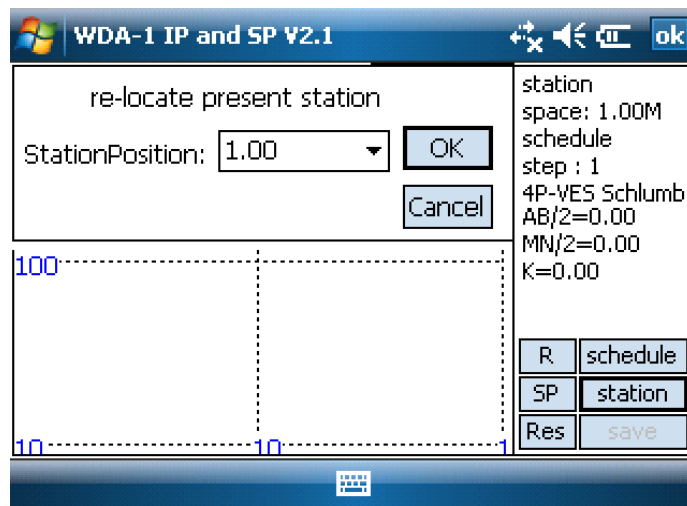 WDA-1 IP and SP V2.1
ok
re-locate present station
StationPosition: 1.00
OK
Cancel
100
10
10
1
station
space: 1.00M
schedule
step : 1
4P-VES Schlumb
AB/2=0.00
MN/2=0.00
K=0.00
R schedule
SP station
Res save